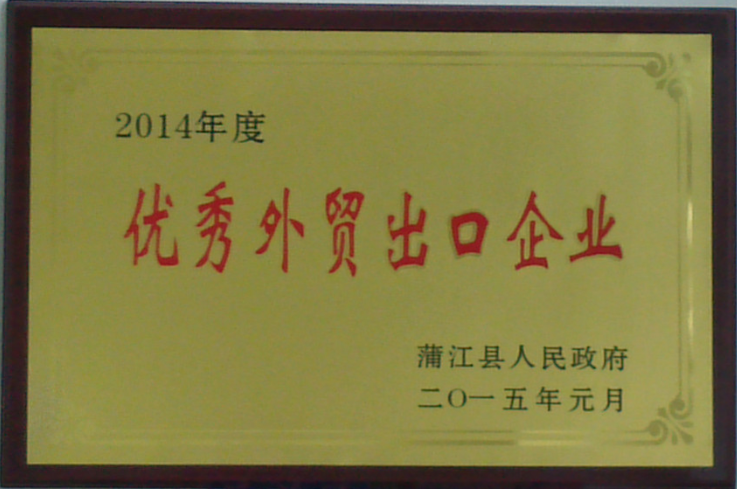 2014年度
优秀外贸出口企业
蒲江县人民政府
二〇一五年元月